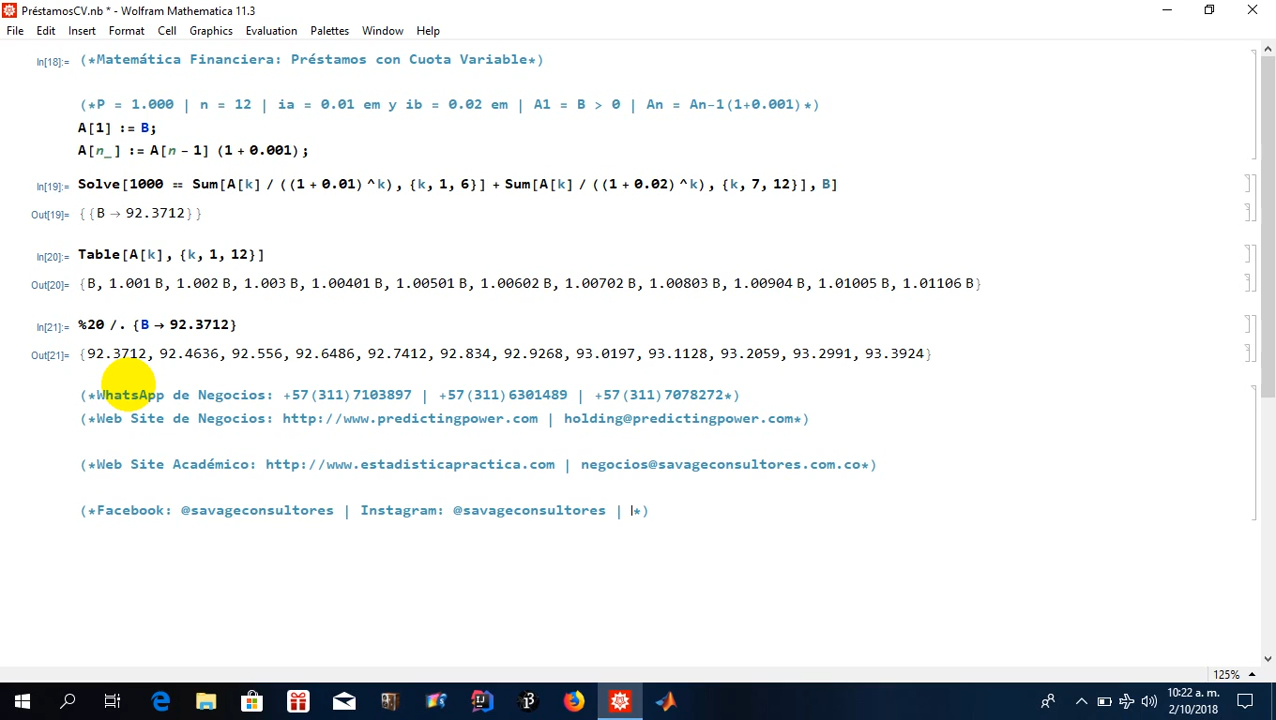 PréstamosCV.nb * - Wolfram Mathematica 11.3
File Edit Insert Format Cell Graphics Evaluation Palettes Window Help
In[18]:= (*Matemática Financiera: Préstamos con Cuota Variable*)
(*P = 1.000 | n = 12 | ia = 0.01 em y ib = 0.02 em | A1 = B > 0 | An = An-1(1+0.001)*)
A[1] := B;
A[n_] := A[n - 1] (1 + 0.001);
In[19]:= Solve[1000 == Sum[A[k] / ((1 + 0.01) ^k), {k, 1, 6}] + Sum[A[k] / ((1 + 0.02) ^k), {k, 7, 12}], B]
Out[19]= {{B → 92.3712}}
In[20]:= Table[A[k], {k, 1, 12}]
Out[20]= {B, 1.001 B, 1.002 B, 1.003 B, 1.00401 B, 1.00501 B, 1.00602 B, 1.00702 B, 1.00803 B, 1.00904 B, 1.01005 B, 1.01106 B}
In[21]:= %20 /. {B → 92.3712}
Out[21]= {92.3712, 92.4636, 92.556, 92.6486, 92.7412, 92.834, 92.9268, 93.0197, 93.1128, 93.2059, 93.2991, 93.3924}
(*WhatsApp de Negocios: +57(311)7103897 | +57(311)6301489 | +57(311)7078272*)
(*Web Site de Negocios: http://www.predictingpower.com | holding@predictingpower.com*)
(*Web Site Académico: http://www.estadisticapractica.com | negocios@savageconsultores.com.co*)
(*Facebook: @savageconsultores | Instagram: @savageconsultores | *)
125%
10:22 a. m.
2/10/2018